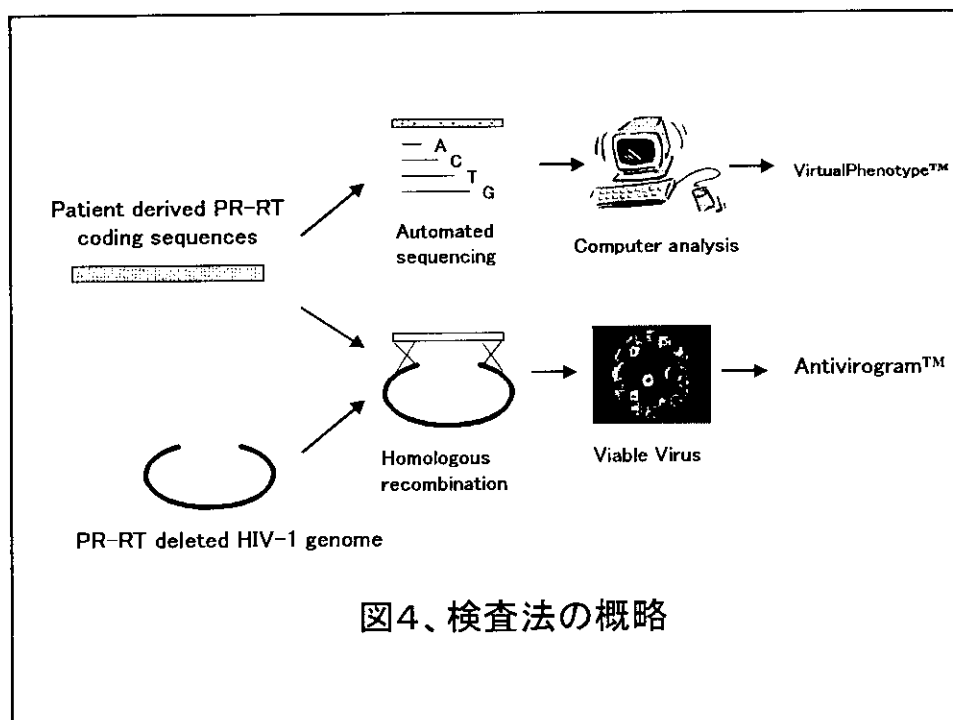 Patient derived PR-RT
coding sequences
A
C
T
G
Automated
sequencing
Computer analysis
VirtualPhenotype™
Homologous
recombination
Viable Virus
Antivirogram™
PR-RT deleted HIV-1 genome
図4、検査法の概略